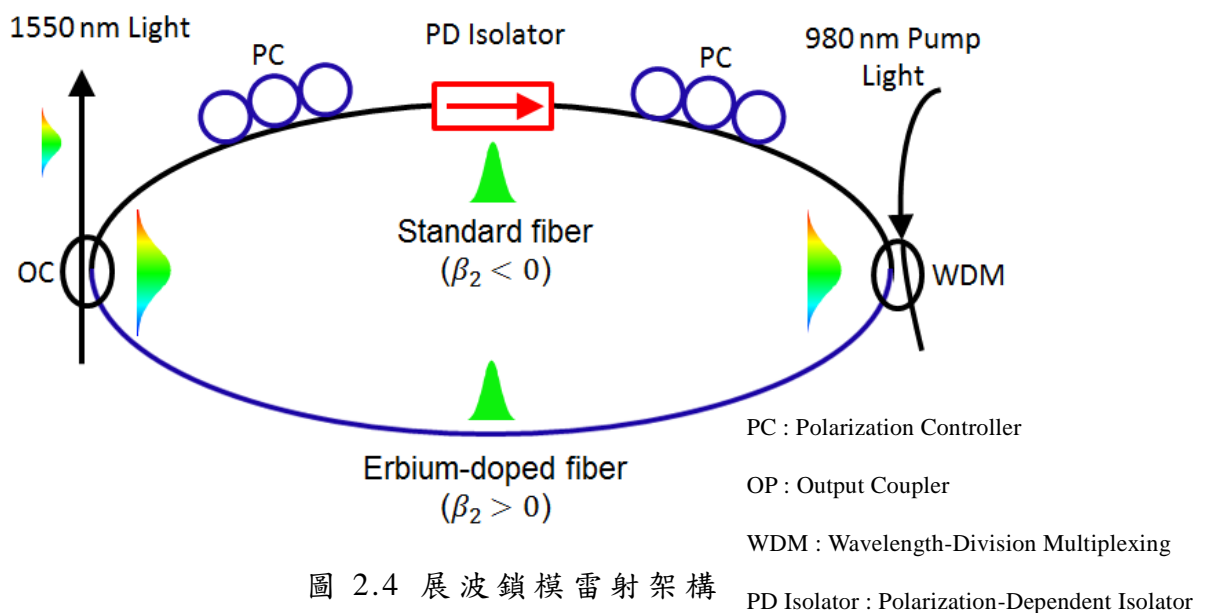 1550 nm Light
PC
PD Isolator
PC
980 nm Pump
Light
Standard fiber
(β₂ < 0)
OC
WDM
Erbium-doped fiber
(β₂ > 0)
PC : Polarization Controller
OP : Output Coupler
WDM : Wavelength-Division Multiplexing
PD Isolator : Polarization-Dependent Isolator
圖 2.4 展波鎖模雷射架構